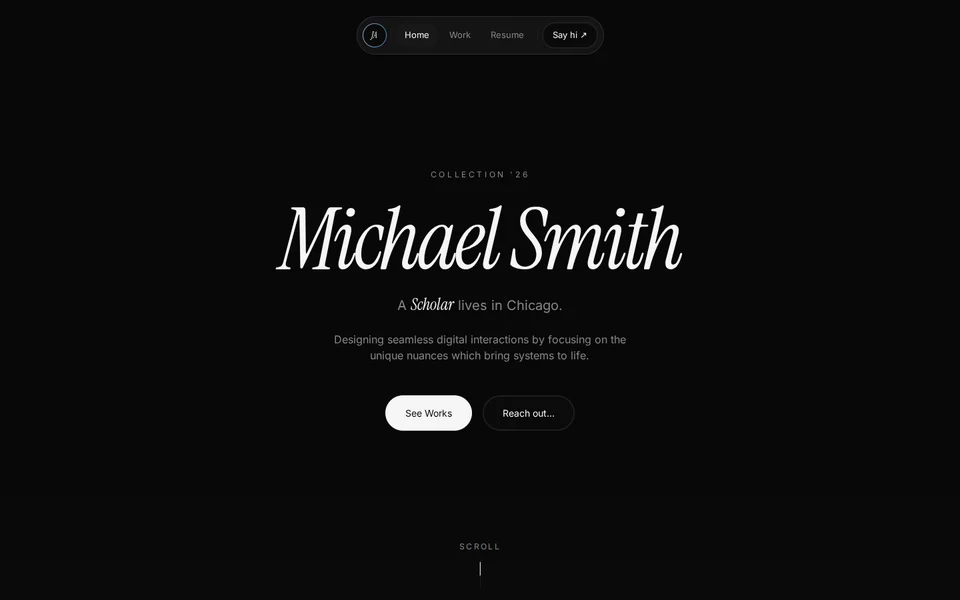 JA
Home Work Resume Say hi ↗
COLLECTION '26
Michael Smith
A Scholar lives in Chicago.
Designing seamless digital interactions by focusing on the
unique nuances which bring systems to life.
See Works Reach out...
SCROLL